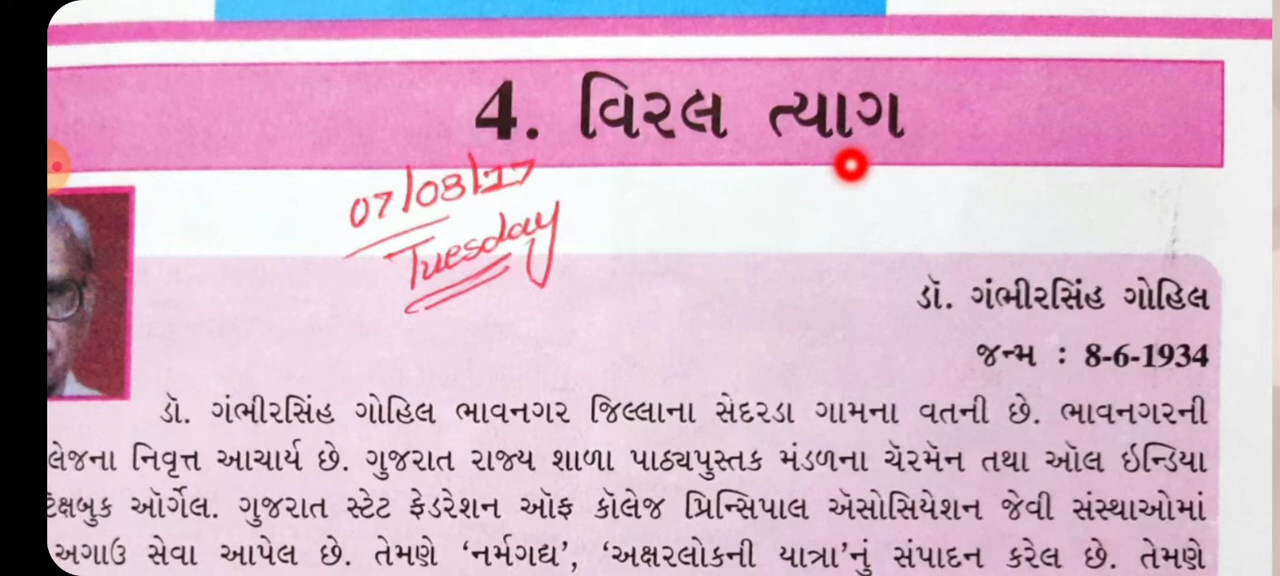 4. વિરલ ત્યાગ
07/08/17
Tuesday
ડૉ. ગંભીરસિંહ ગોહિલ
જન્મ : 8-6-1934
ડૉ. ગંભીરસિંહ ગોહિલ ભાવનગર જિલ્લાના સેદરડા ગામના વતની છે. ભાવનગરની
લેજના નિવૃત્ત આચાર્ય છે. ગુજરાત રાજ્ય શાળા પાઠ્યપુસ્તક મંડળના ચૅરમૅન તથા ઑલ ઇન્ડિયા
ટેક્ષબુક ઑર્ગેલ. ગુજરાત સ્ટેટ ફેડરેશન ઑફ કૉલેજ પ્રિન્સિપાલ ઍસોસિયેશન જેવી સંસ્થાઓમાં
અગાઉ સેવા આપેલ છે. તેમણે ‘નર્મગદ્ય’, ‘અક્ષરલોકની યાત્રા’નું સંપાદન કરેલ છે. તેમણે